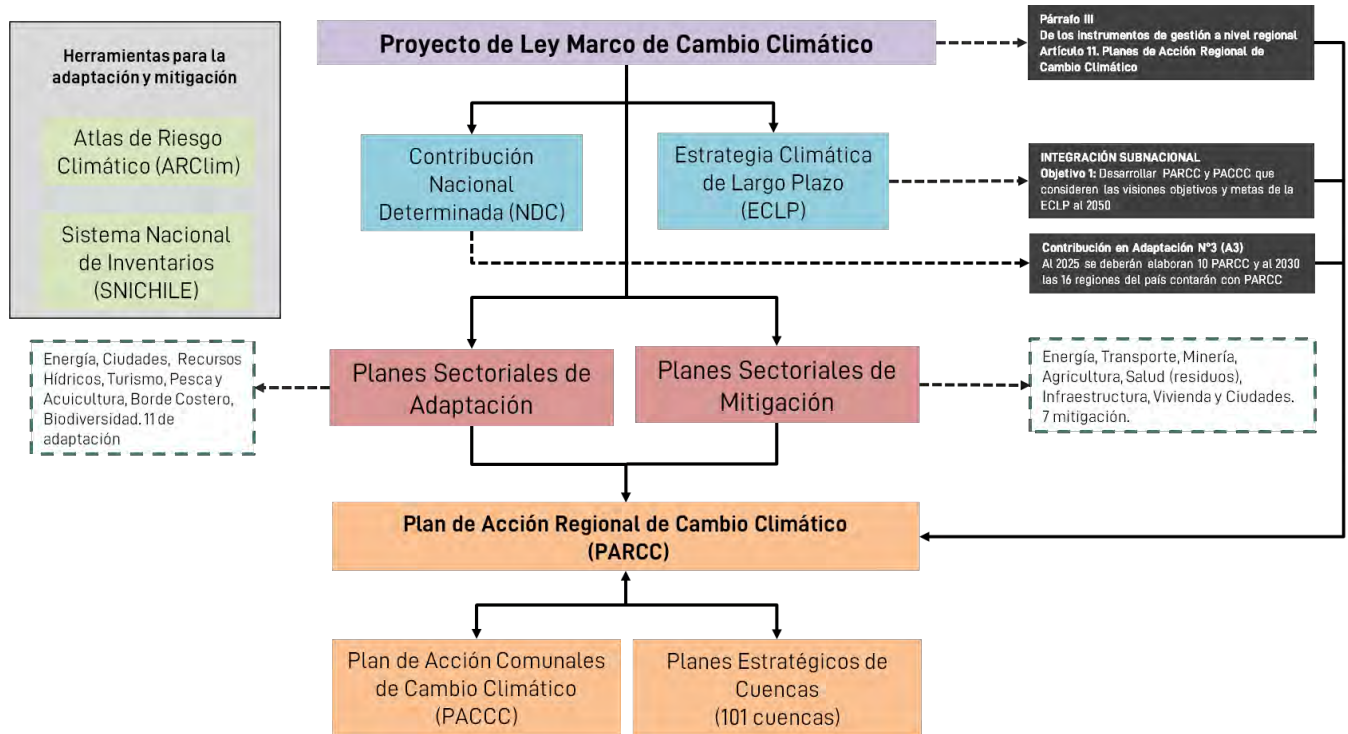 Herramientas para la
adaptación y mitigación
Atlas de Riesgo
Climático (ARClim)
Sistema Nacional
de Inventarios
(SNICHILE)
Proyecto de Ley Marco de Cambio Climático
Párrafo III
De los instrumentos de gestión a nivel regional
Artículo 11. Planes de Acción Regional de
Cambio Climático
Contribución
Nacional
Determinada (NDC)
Estrategia Climática
de Largo Plazo
(ECLP)
INTEGRACIÓN SUBNACIONAL
Objetivo 1: Desarrollar PARCC y PACCC que
consideren las visiones objetivos y metas de la
ECLP al 2050
Contribución en Adaptación N°3 (A3)
Al 2025 se deberán elaboran 10 PARCC y al 2030
las 16 regiones del país contarán con PARCC
Energía, Ciudades, Recursos
Hídricos, Turismo, Pesca y
Acuicultura, Borde Costero,
Biodiversidad. 11 de
adaptación
Planes Sectoriales de
Adaptación
Planes Sectoriales de
Mitigación
Energía, Transporte, Minería,
Agricultura, Salud (residuos),
Infraestructura, Vivienda y Ciudades.
7 mitigación.
Plan de Acción Regional de Cambio Climático
(PARCC)
Plan de Acción Comunales
de Cambio Climático
(PACCC)
Planes Estratégicos de
Cuencas
(101 cuencas)